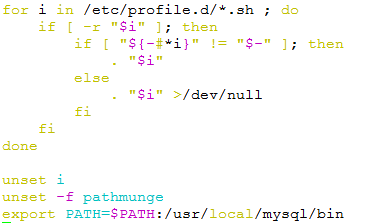 for i in /etc/profile.d/*.sh ; do
    if [ -r "$i" ]; then
        if [ "${-#*i}" != "$-" ]; then
            . "$i"
        else
            . "$i" >/dev/null
        fi
    fi
done

unset i
unset -f pathmunge
export PATH=$PATH:/usr/local/mysql/bin